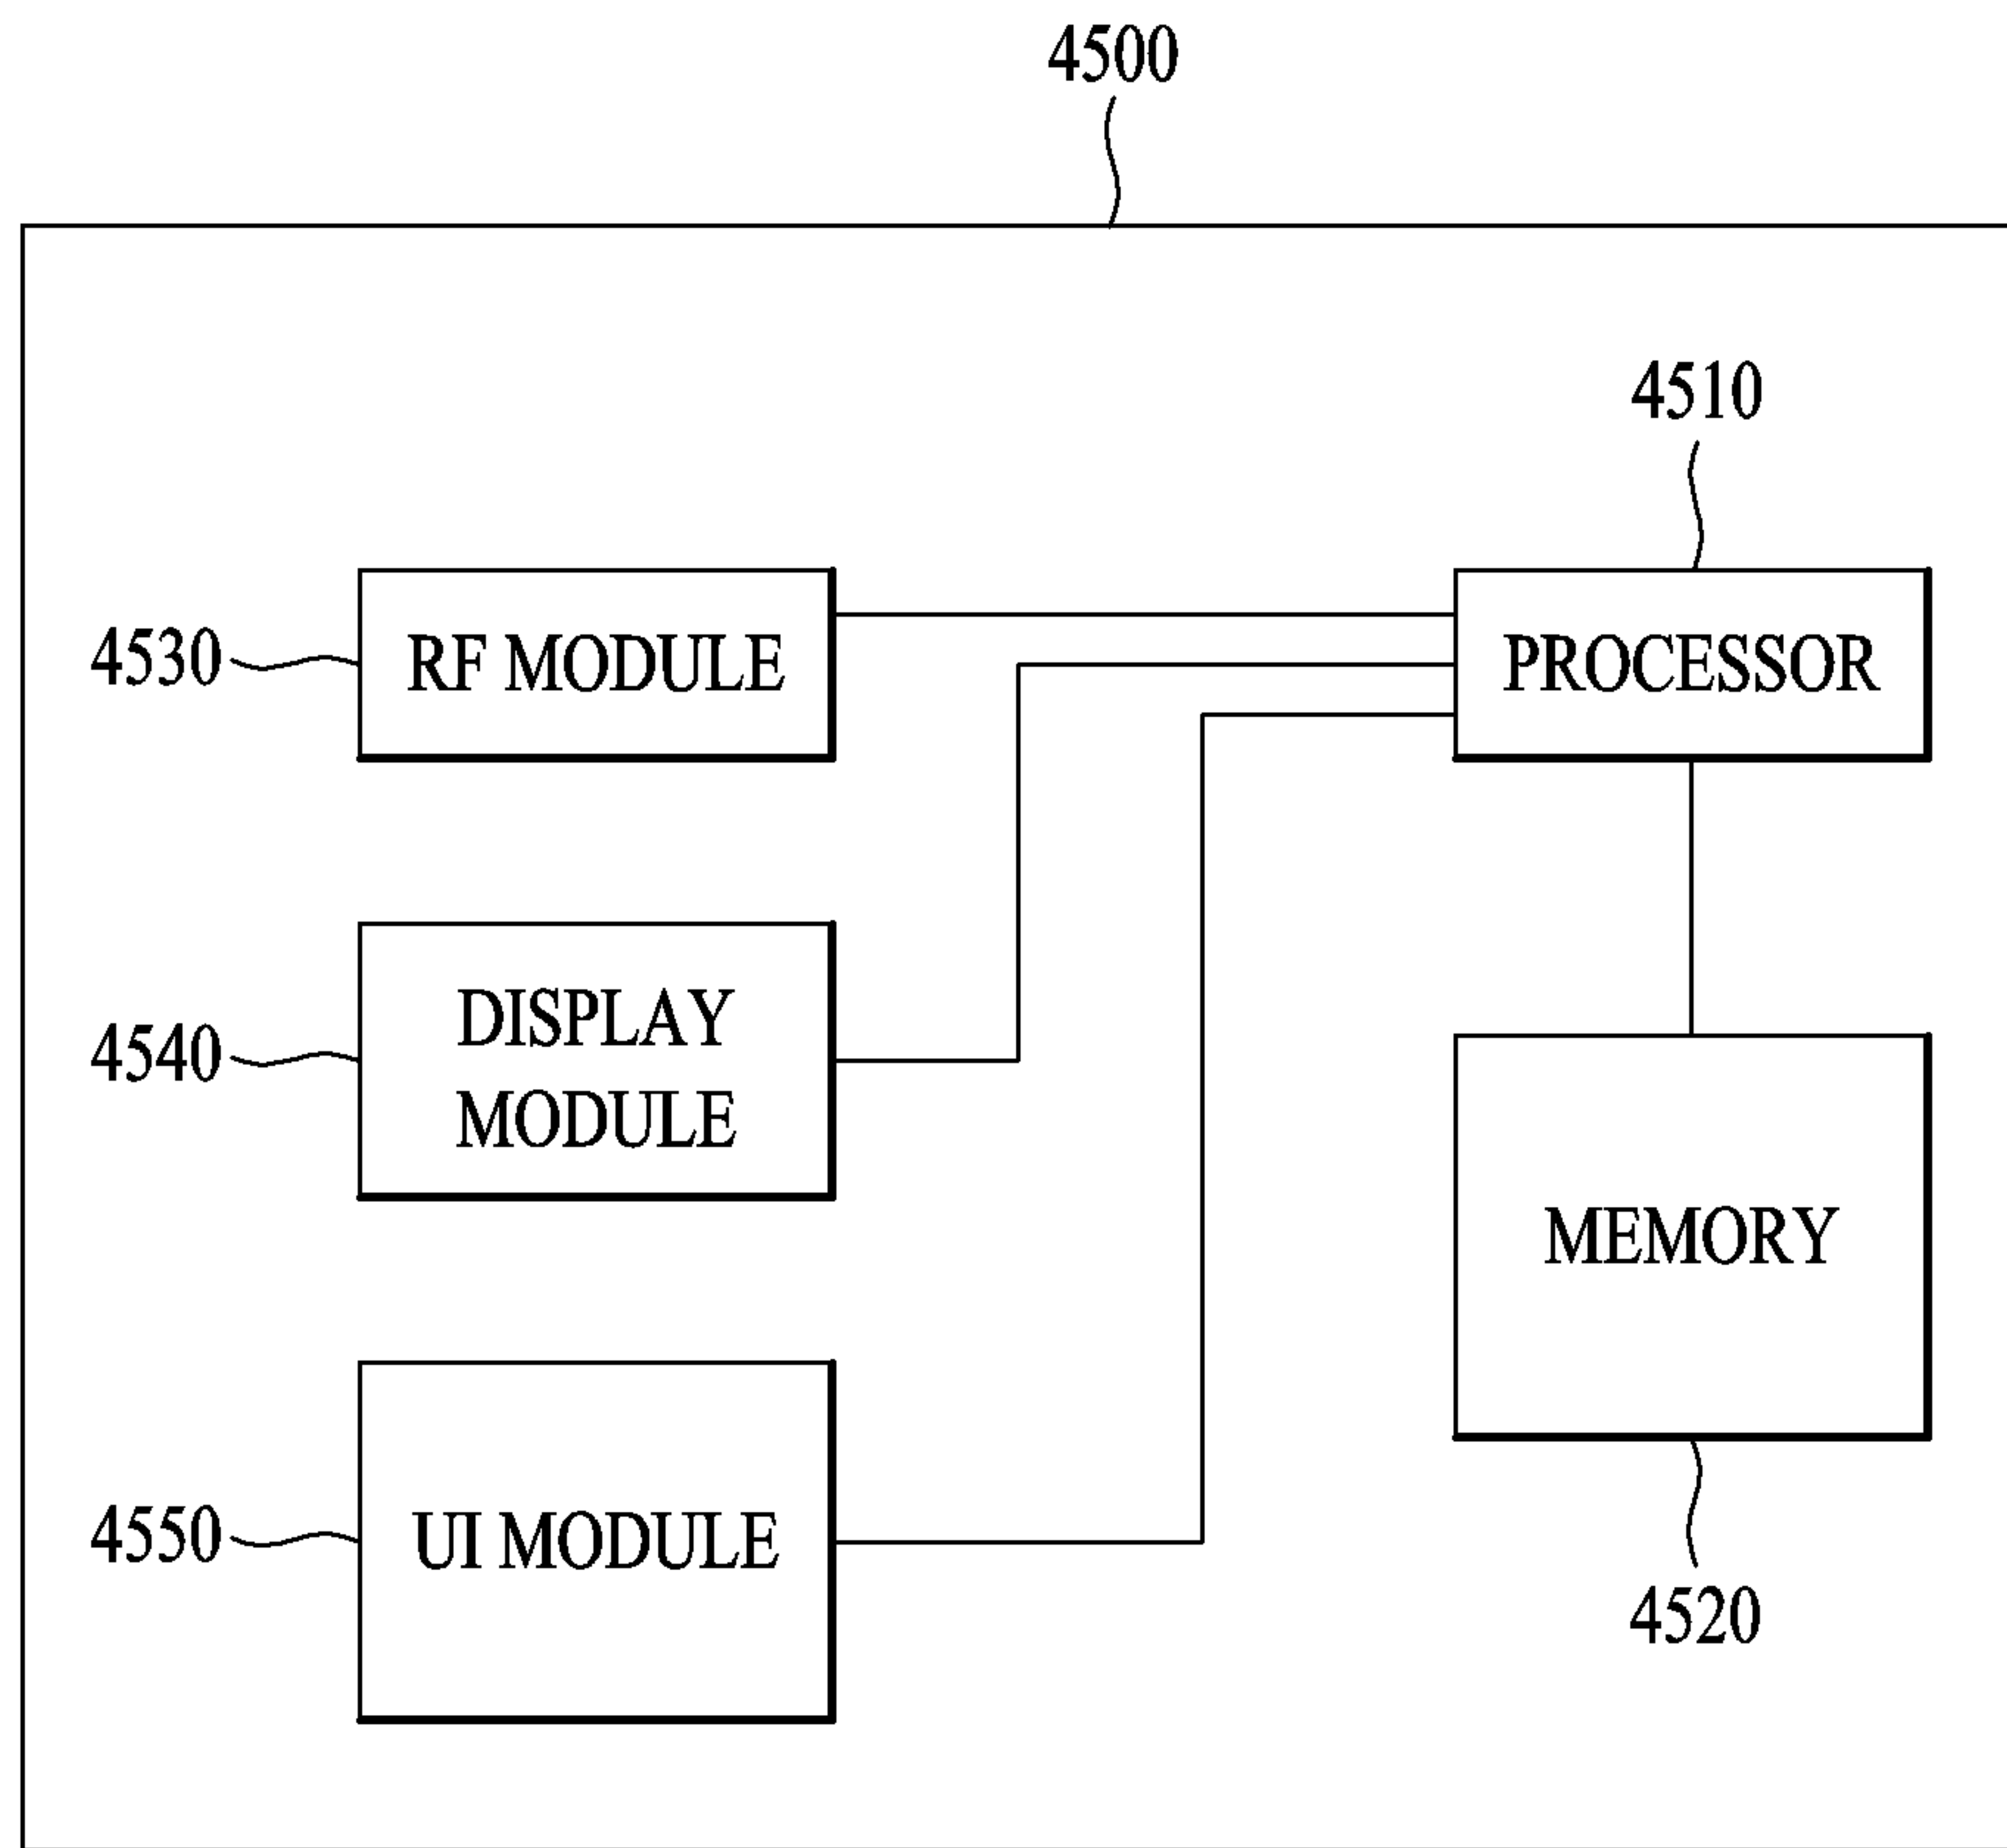 4500
4510
4530
RF MODULE
PROCESSOR
4540
DISPLAY
MODULE
MEMORY
4550
UI MODULE
4520